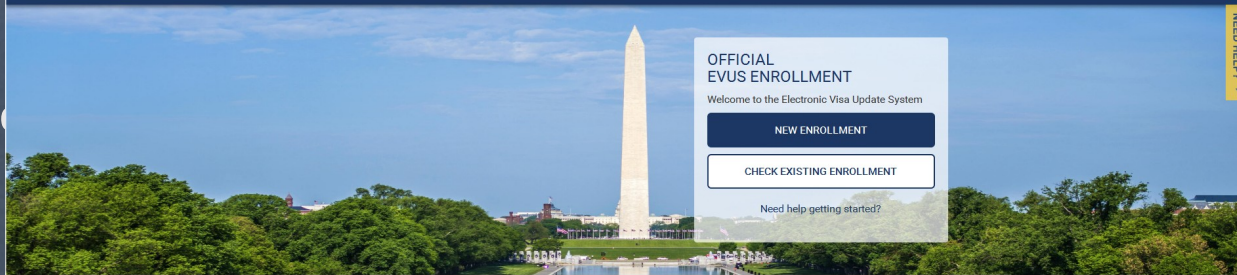 OFFICIAL
EVUS ENROLLMENT
Welcome to the Electronic Visa Update System
NEW ENROLLMENT
CHECK EXISTING ENROLLMENT
Need help getting started?
NEED HELP?